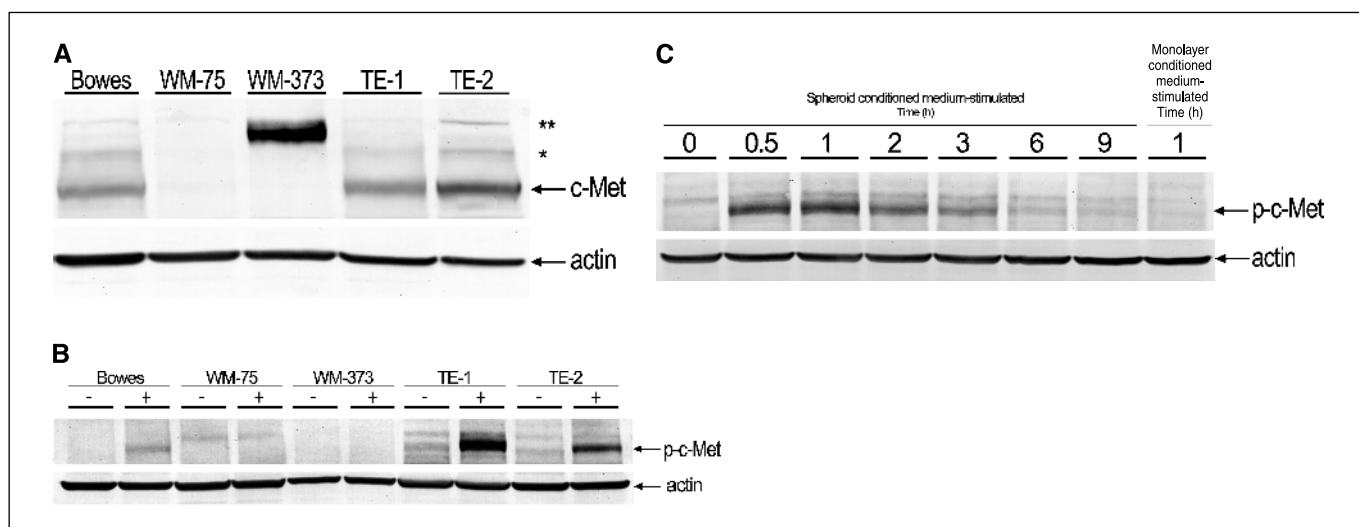 A
Bowes WM-75 WM-373 TE-1 TE-2
**
*
c-Met
actin
B
Bowes WM-75 WM-373 TE-1 TE-2
- + - + - + - + - +
p-c-Met
actin
C
Spheroid conditioned medium-stimulated
Time (h)
Monolayer
conditioned
medium-
stimulated
Time (h)
0 0.5 1 2 3 6 9 1
p-c-Met
actin